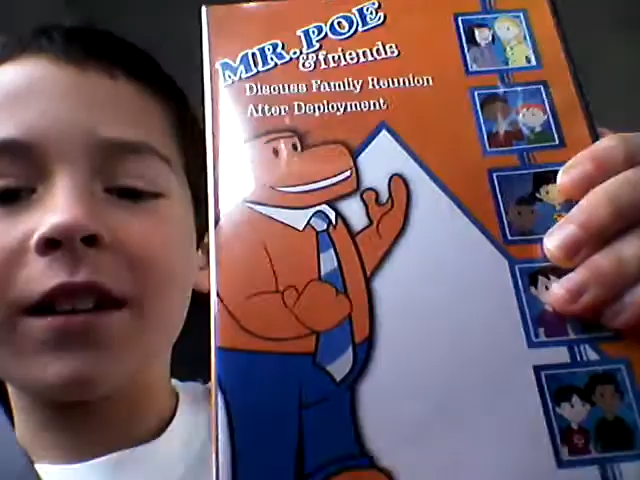 MR. POE
& friends
Discuss Family Reunion
After Deployment